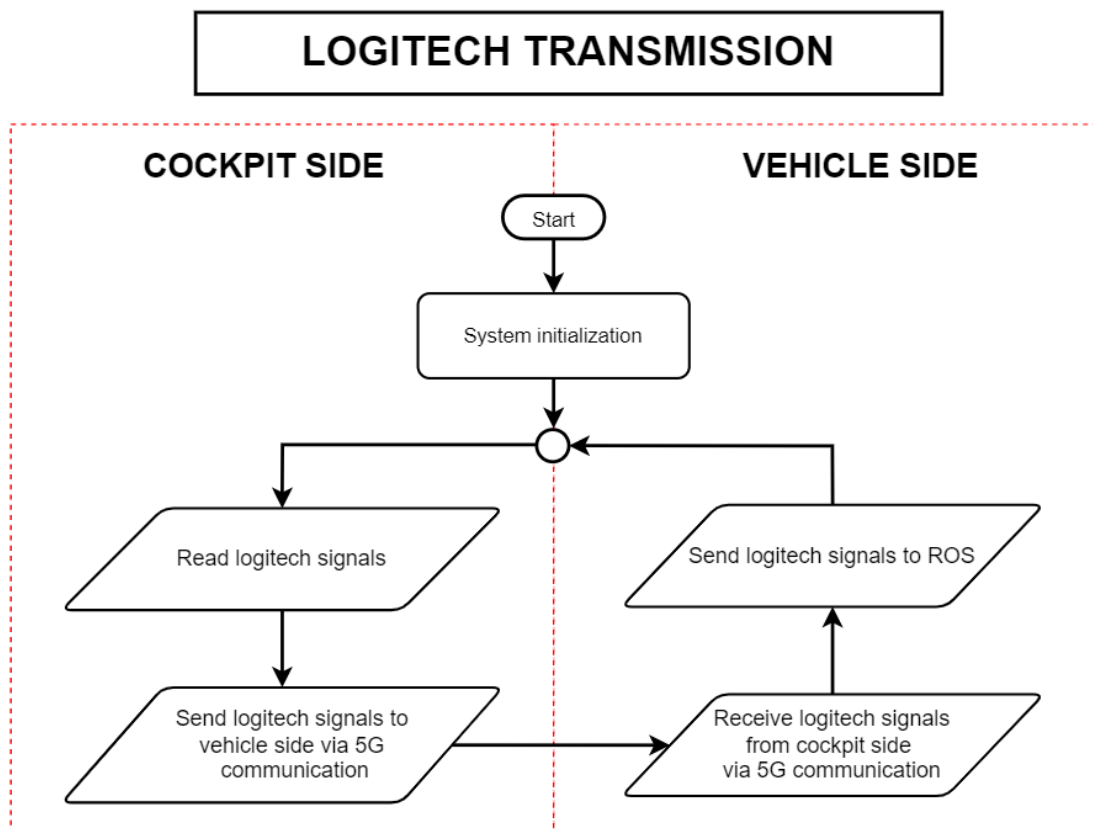 LOGITECH TRANSMISSION
COCKPIT SIDE
VEHICLE SIDE
Start
System initialization
Read logitech signals
Send logitech signals to ROS
Send logitech signals to
vehicle side via 5G
communication
Receive logitech signals
from cockpit side
via 5G communication